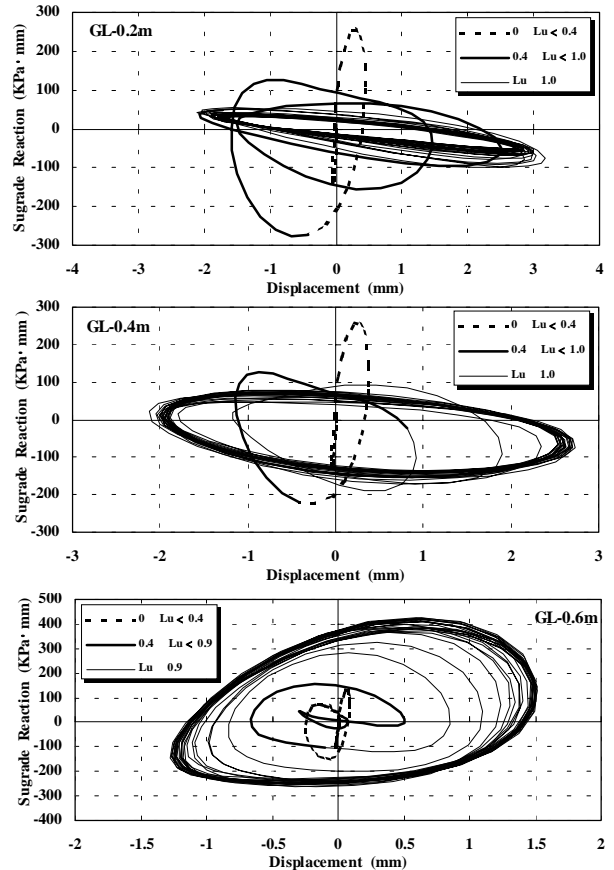 GL-0.2m
Sugrade Reaction (KPa·mm)
300
200
100
0
-100
-200
-300
0 Lu < 0.4
0.4 Lu < 1.0
Lu 1.0
-4 -3 -2 -1 0 1 2 3 4
Displacement (mm)
GL-0.4m
Sugrade Reaction (KPa·mm)
300
200
100
0
-100
-200
-300
0 Lu < 0.4
0.4 Lu < 1.0
Lu 1.0
-3 -2 -1 0 1 2 3
Displacement (mm)
GL-0.6m
Sugrade Reaction (KPa·mm)
500
400
300
200
100
0
-100
-200
-300
-400
0 Lu < 0.4
0.4 Lu < 0.9
Lu 0.9
-2 -1.5 -1 -0.5 0 0.5 1 1.5 2
Displacement (mm)